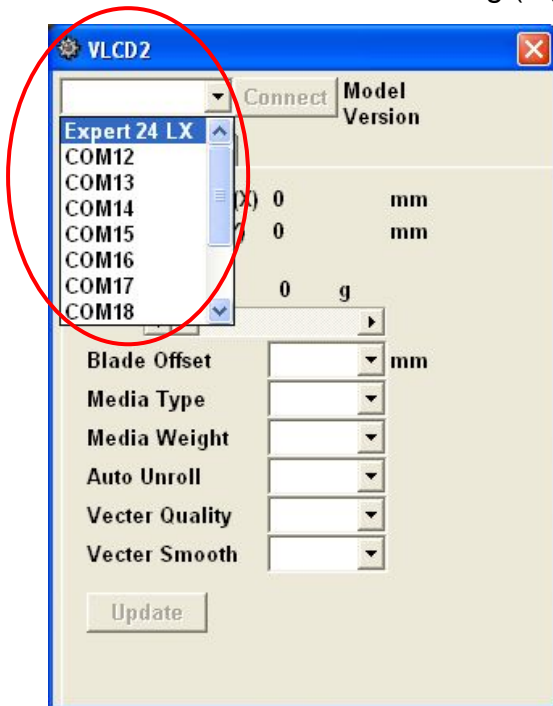 VLCD2
Connect Model
Version
Expert 24 LX
COM12
COM13
(X) 0 mm
COM14
COM15
0 mm
COM16
COM17
0 g
COM18
Blade Offset mm
Media Type
Media Weight
Auto Unroll
Vecter Quality
Vecter Smooth
Update